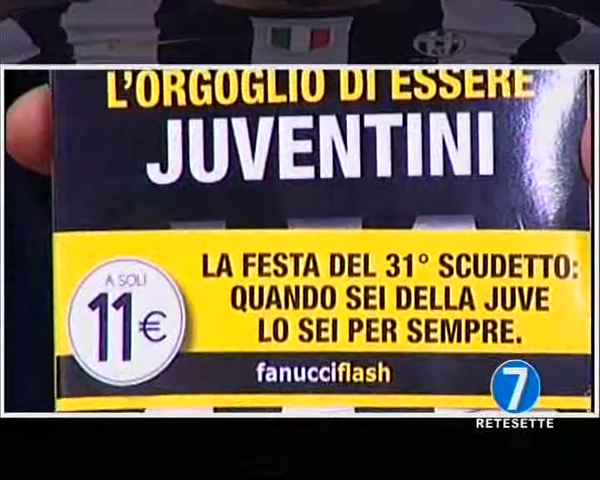 L'ORGOGLIO DI ESSERE
JUVENTINI
LA FESTA DEL 31° SCUDETTO:
QUANDO SEI DELLA JUVE
LO SEI PER SEMPRE.
A SOLI
11 €
fanucciflash
7
RETESETTE